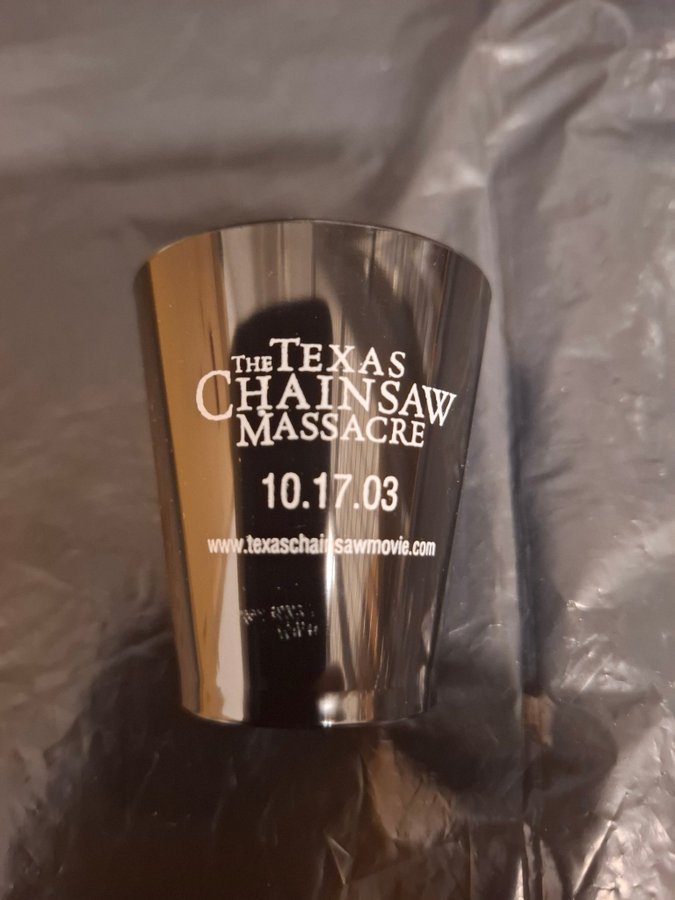 THE TEXAS
CHAINSAW
MASSACRE
10.17.03
www.texaschainsawmovie.com